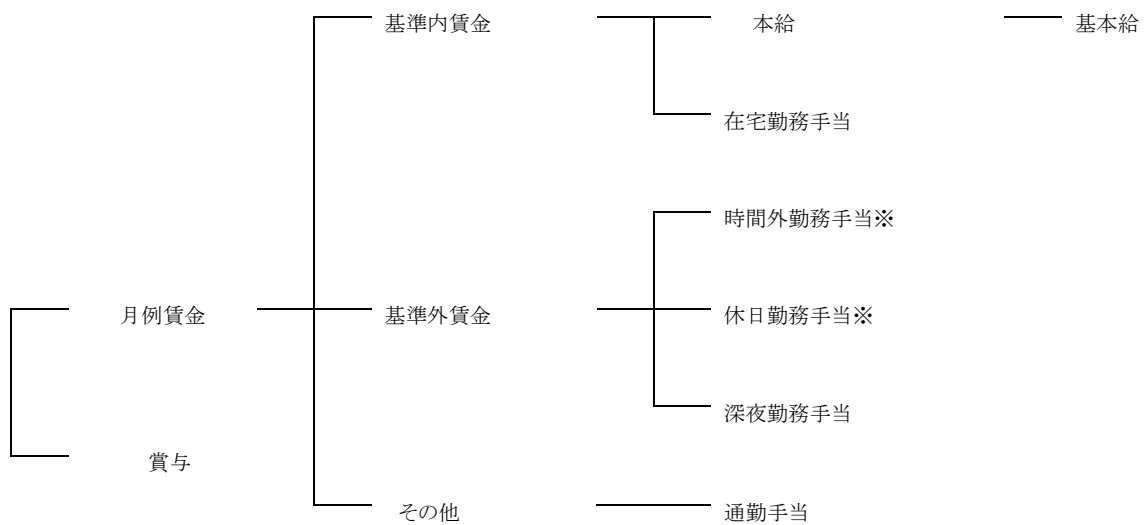 基準内賃金 本給 基本給
在宅勤務手当
時間外勤務手当※
月例賃金 基準外賃金 休日勤務手当※
深夜勤務手当
賞与
その他 通勤手当